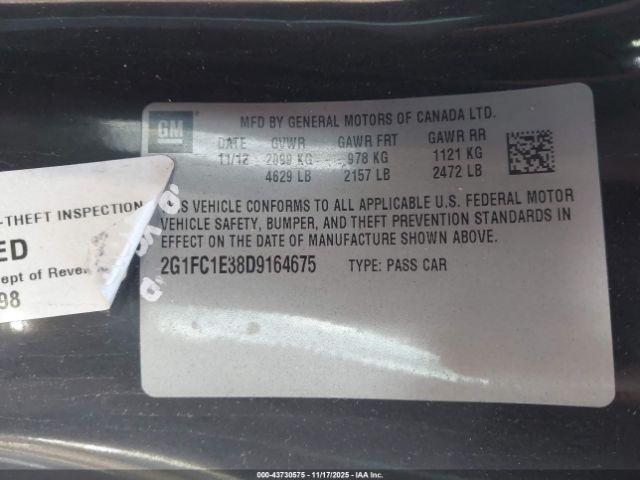 MFD BY GENERAL MOTORS OF CANADA LTD.
GM
DATE GVWR GAWR FRT GAWR RR
11/12 2099 KG 978 KG 1121 KG
4629 LB 2157 LB 2472 LB
VEHICLE CONFORMS TO ALL APPLICABLE U.S. FEDERAL MOTOR
VEHICLE SAFETY, BUMPER, AND THEFT PREVENTION STANDARDS IN
EFFECT ON THE DATE OF MANUFACTURE SHOWN ABOVE.
2G1FC1E38D9164675 TYPE: PASS CAR
-THEFT INSPECTION
ED
ept of Reve
98
000-43730575 — 11/17/2025 — IAAI.COM